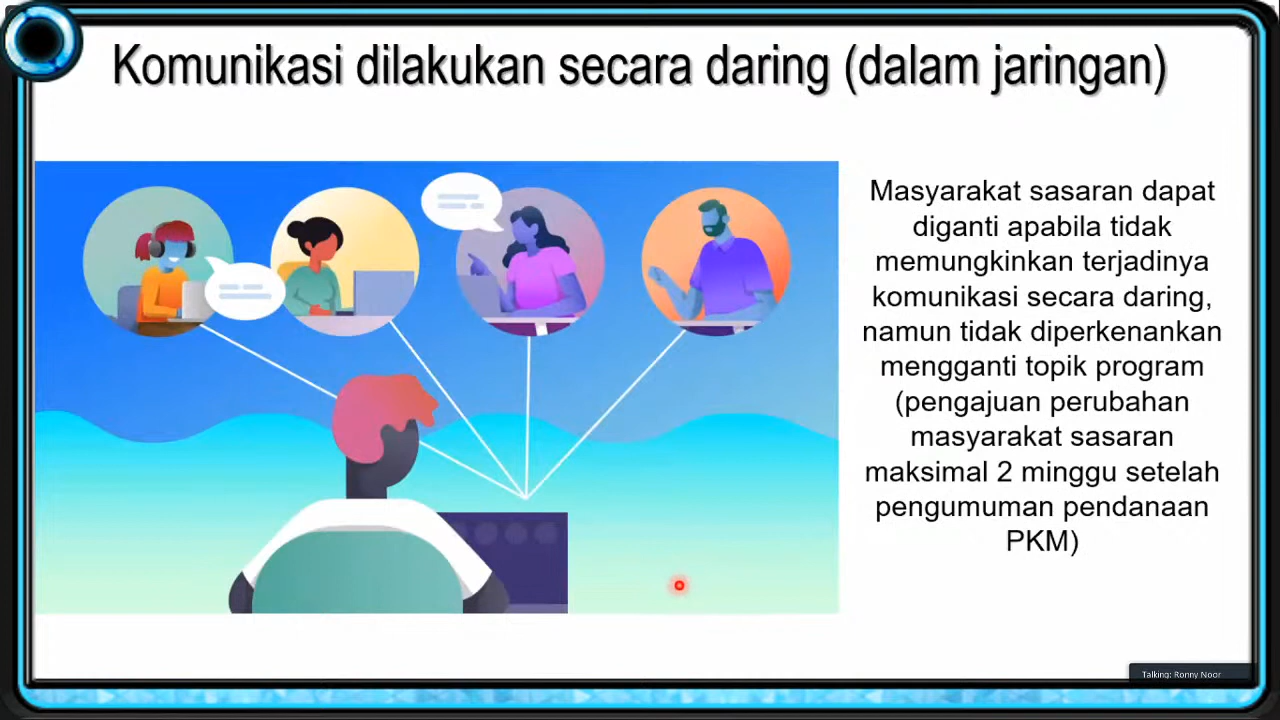 Komunikasi dilakukan secara daring (dalam jaringan)
Masyarakat sasaran dapat
diganti apabila tidak
memungkinkan terjadinya
komunikasi secara daring,
namun tidak diperkenankan
mengganti topik program
(pengajuan perubahan
masyarakat sasaran
maksimal 2 minggu setelah
pengumuman pendanaan
PKM)
Talking: Ronny Noor